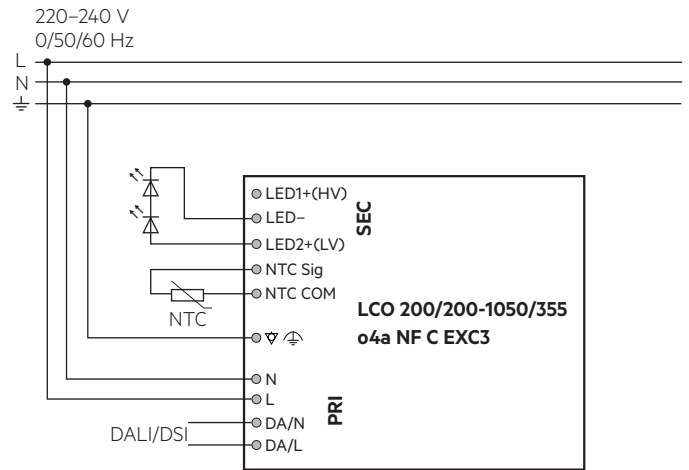 220–240 V
0/50/60 Hz
L
N
LED1+(HV)
LED–
SEC
LED2+(LV)
NTC Sig
NTC COM
NTC
LCO 200/200-1050/355
o4a NF C EXC3
N
L
PRI
DALI/DSI
DA/N
DA/L